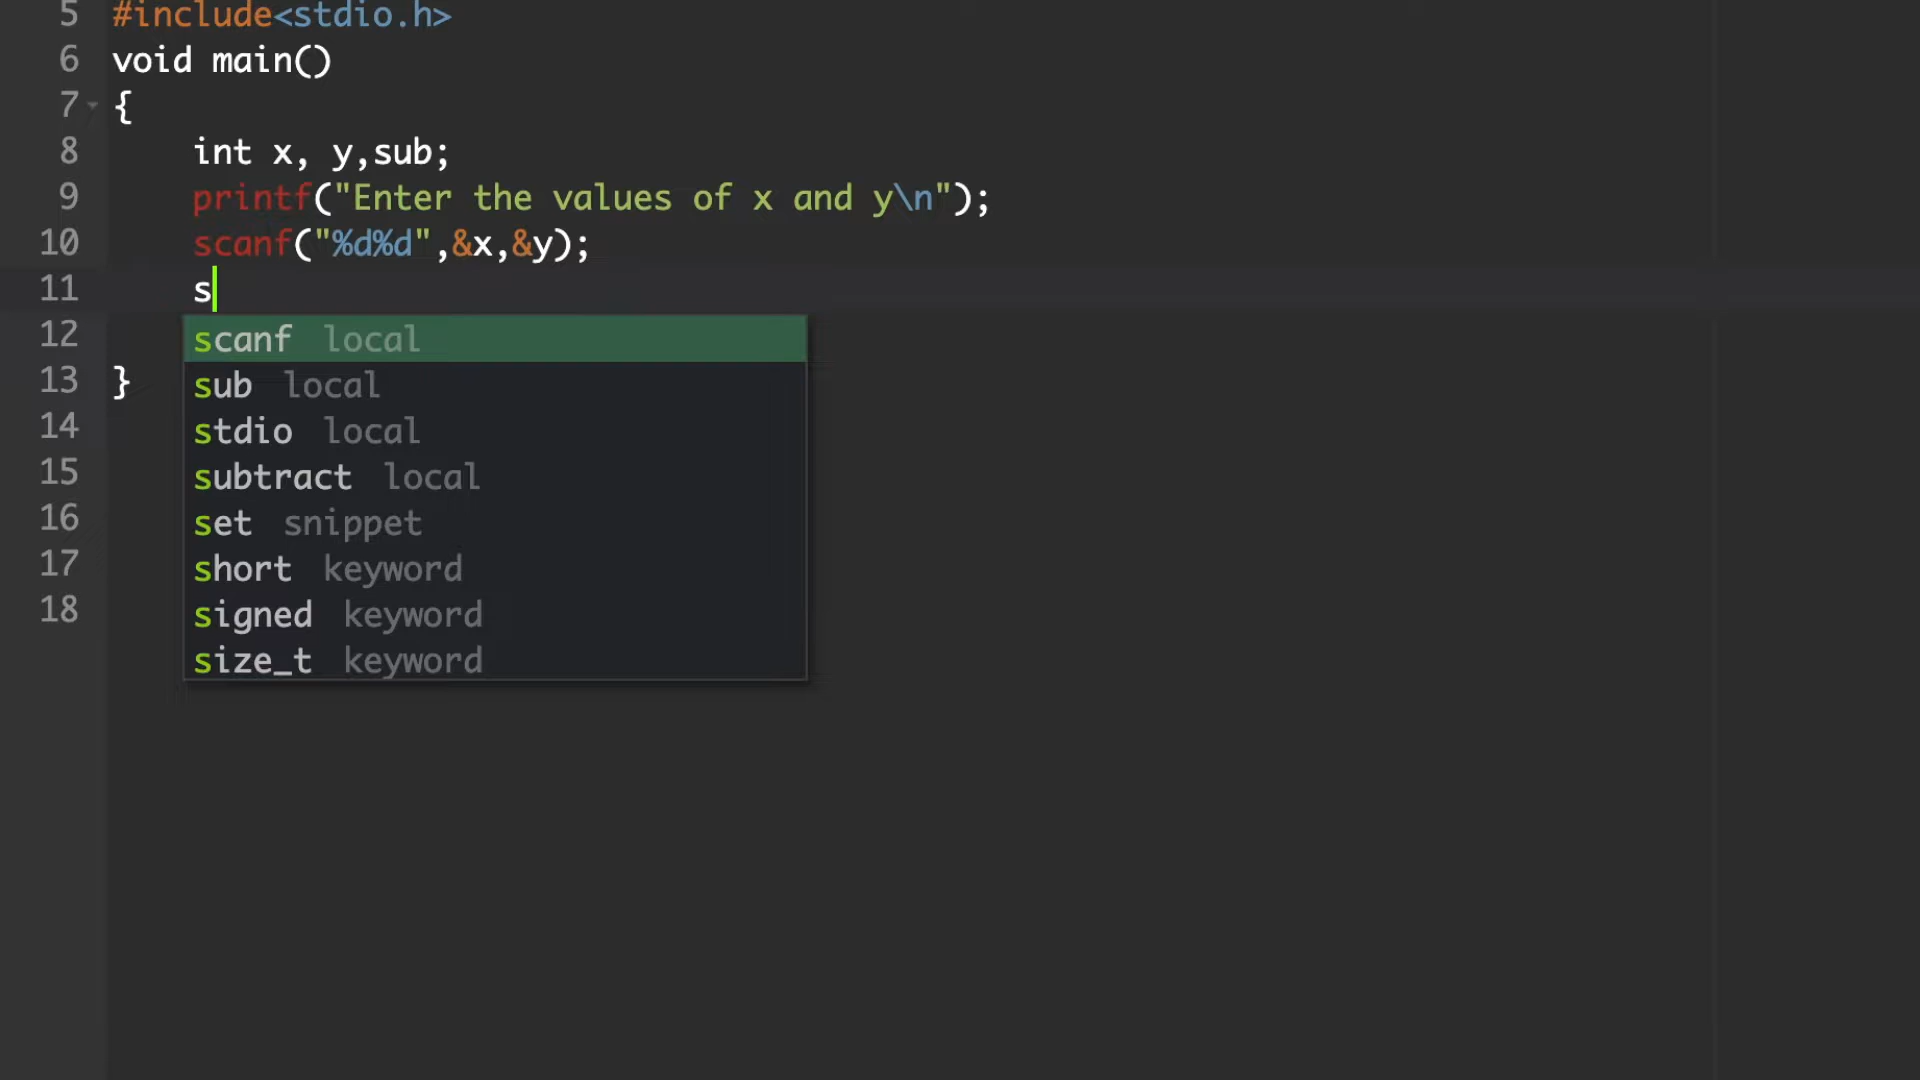 5 #include<stdio.h>
6 void main()
7 {
8 int x, y,sub;
9 printf("Enter the values of x and y\n");
10 scanf("%d%d",&x,&y);
11 s
12
13 }
14
15
16
17
18
scanf local
sub local
stdio local
subtract local
set snippet
short keyword
signed keyword
size_t keyword